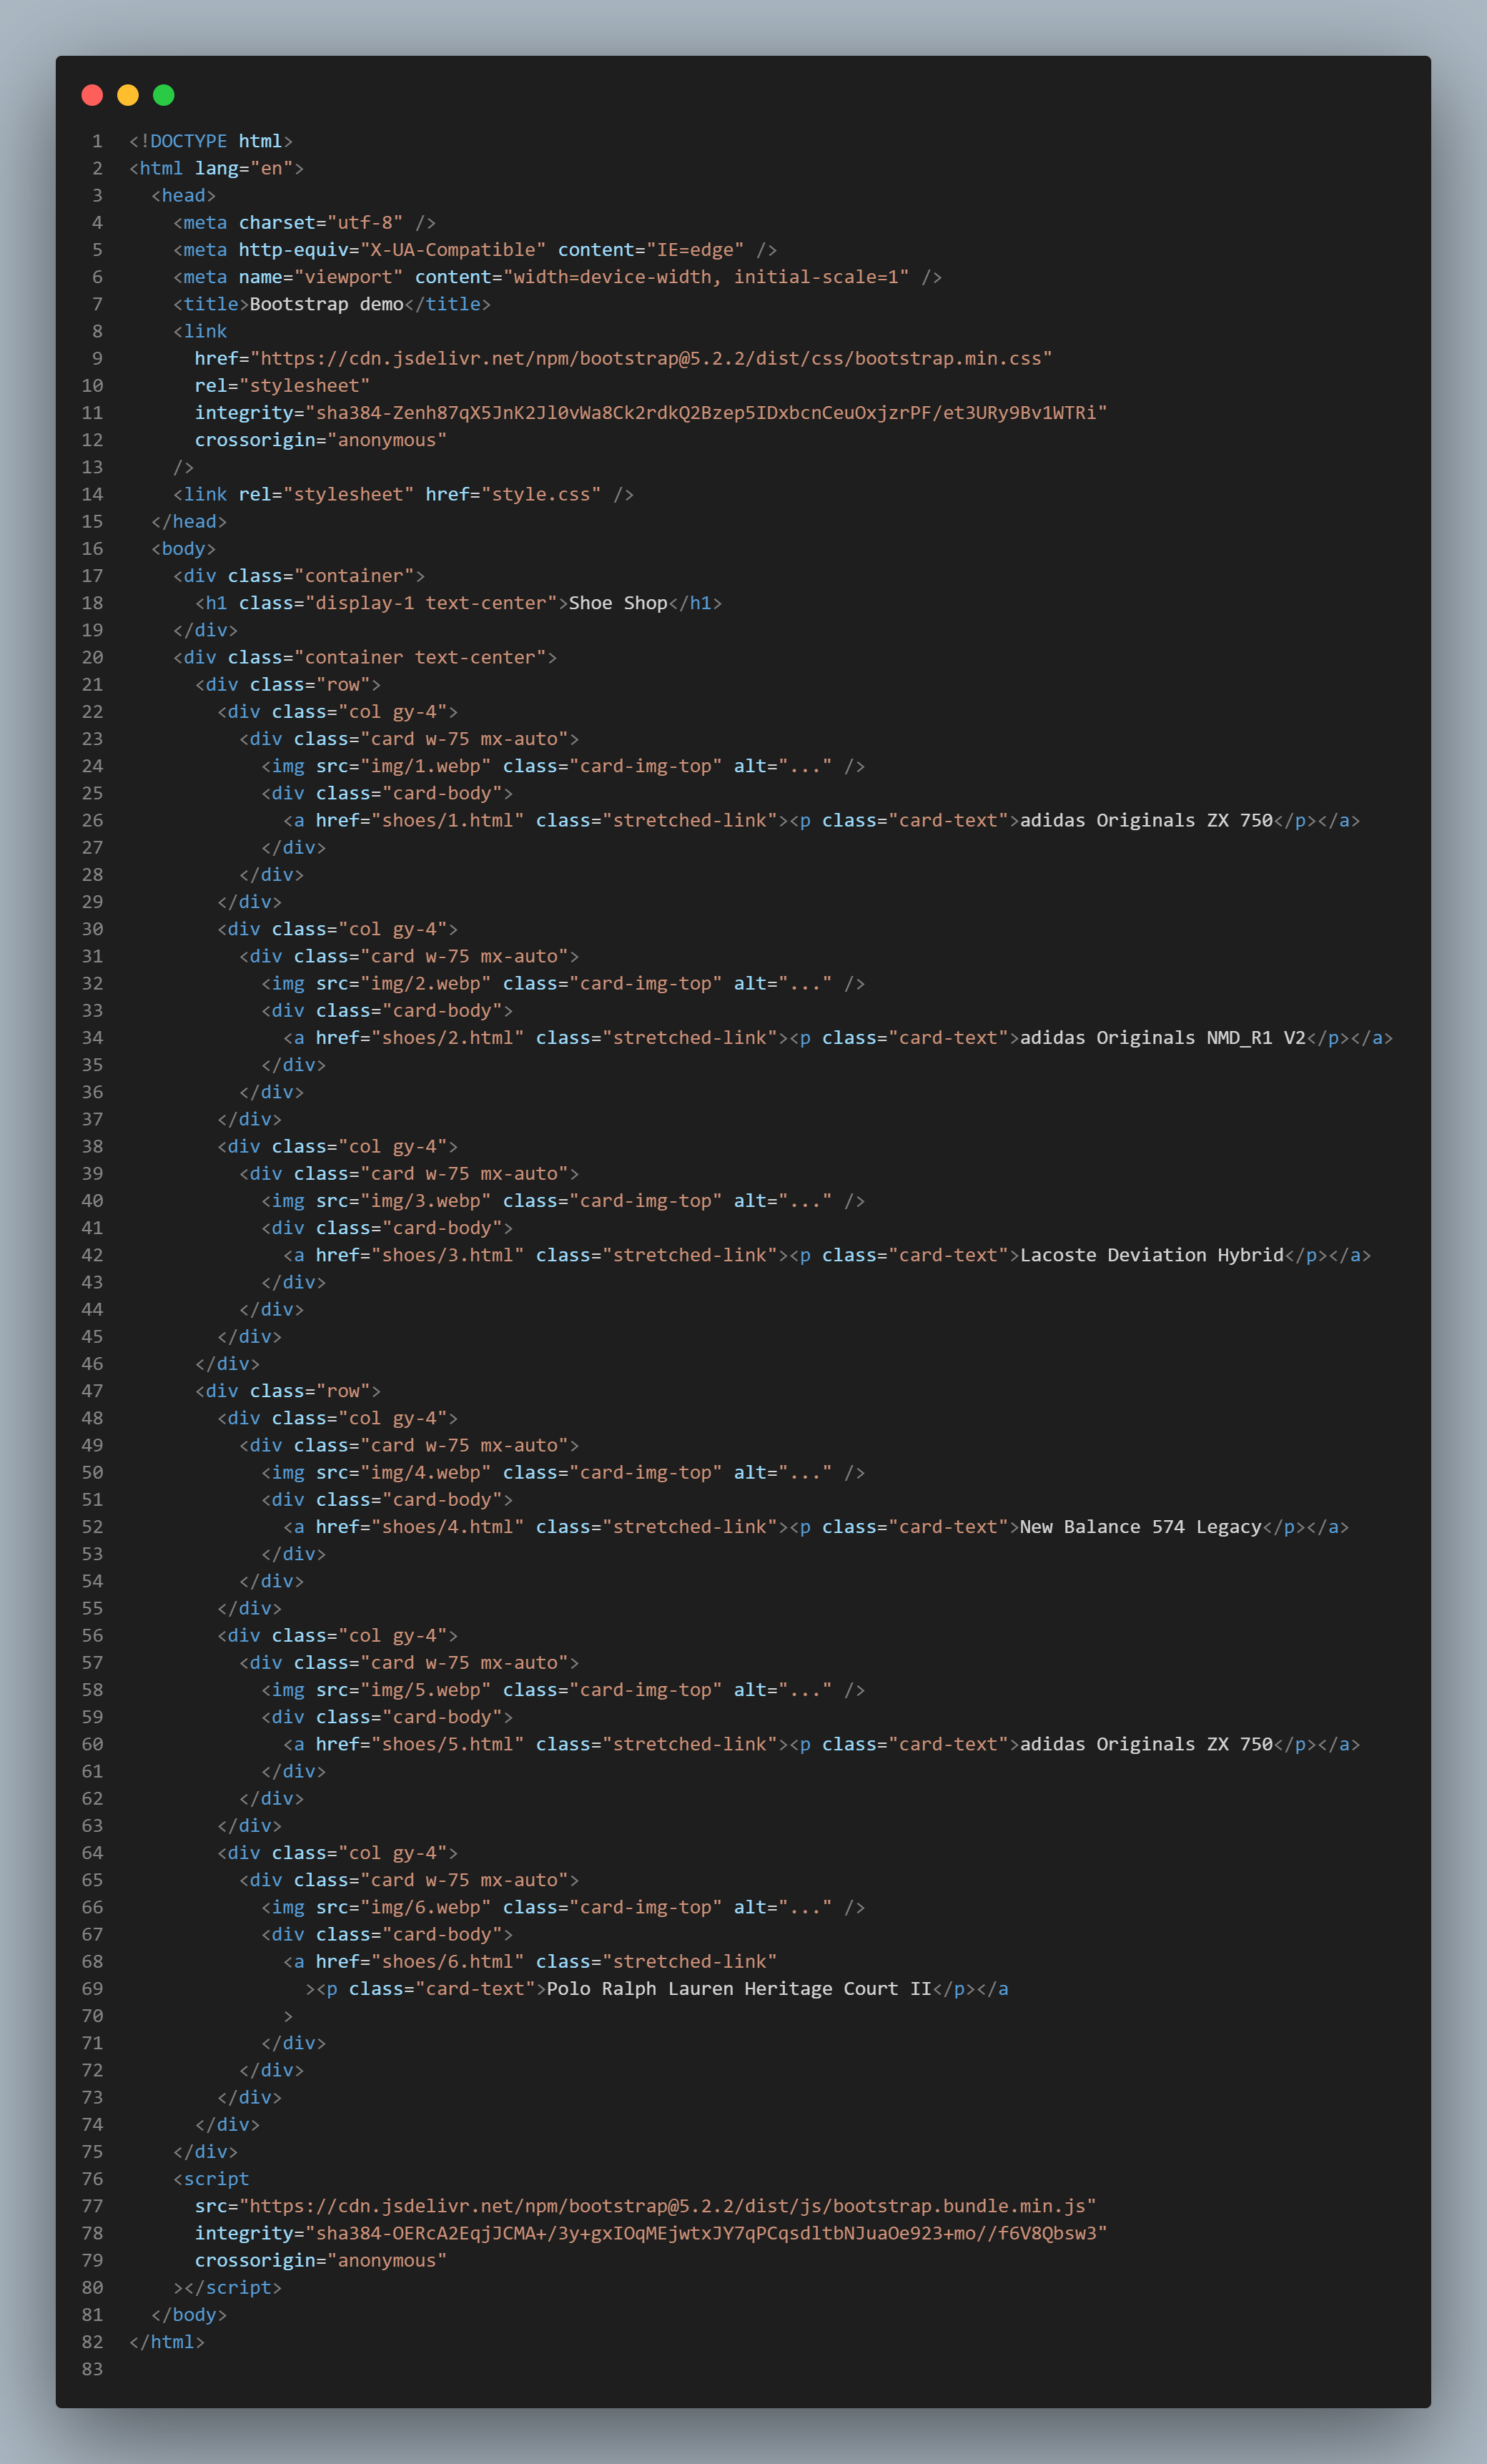 1 <!DOCTYPE html>
2 <html lang="en">
3   <head>
4     <meta charset="utf-8" />
5     <meta http-equiv="X-UA-Compatible" content="IE=edge" />
6     <meta name="viewport" content="width=device-width, initial-scale=1" />
7     <title>Bootstrap demo</title>
8     <link
9       href="https://cdn.jsdelivr.net/npm/bootstrap@5.2.2/dist/css/bootstrap.min.css"
10       rel="stylesheet"
11       integrity="sha384-Zenh87qX5JnK2Jl0vWa8Ck2rdkQ2Bzep5IDxbcnCeuOxjzrPF/et3URy9Bv1WTRi"
12       crossorigin="anonymous"
13     />
14     <link rel="stylesheet" href="style.css" />
15   </head>
16   <body>
17     <div class="container">
18       <h1 class="display-1 text-center">Shoe Shop</h1>
19     </div>
20     <div class="container text-center">
21       <div class="row">
22         <div class="col gy-4">
23           <div class="card w-75 mx-auto">
24             <img src="img/1.webp" class="card-img-top" alt="..." />
25             <div class="card-body">
26               <a href="shoes/1.html" class="stretched-link"><p class="card-text">adidas Originals ZX 750</p></a>
27             </div>
28           </div>
29         </div>
30         <div class="col gy-4">
31           <div class="card w-75 mx-auto">
32             <img src="img/2.webp" class="card-img-top" alt="..." />
33             <div class="card-body">
34               <a href="shoes/2.html" class="stretched-link"><p class="card-text">adidas Originals NMD_R1 V2</p></a>
35             </div>
36           </div>
37         </div>
38         <div class="col gy-4">
39           <div class="card w-75 mx-auto">
40             <img src="img/3.webp" class="card-img-top" alt="..." />
41             <div class="card-body">
42               <a href="shoes/3.html" class="stretched-link"><p class="card-text">Lacoste Deviation Hybrid</p></a>
43             </div>
44           </div>
45         </div>
46       </div>
47       <div class="row">
48         <div class="col gy-4">
49           <div class="card w-75 mx-auto">
50             <img src="img/4.webp" class="card-img-top" alt="..." />
51             <div class="card-body">
52               <a href="shoes/4.html" class="stretched-link"><p class="card-text">New Balance 574 Legacy</p></a>
53             </div>
54           </div>
55         </div>
56         <div class="col gy-4">
57           <div class="card w-75 mx-auto">
58             <img src="img/5.webp" class="card-img-top" alt="..." />
59             <div class="card-body">
60               <a href="shoes/5.html" class="stretched-link"><p class="card-text">adidas Originals ZX 750</p></a>
61             </div>
62           </div>
63         </div>
64         <div class="col gy-4">
65           <div class="card w-75 mx-auto">
66             <img src="img/6.webp" class="card-img-top" alt="..." />
67             <div class="card-body">
68               <a href="shoes/6.html" class="stretched-link"
69                 ><p class="card-text">Polo Ralph Lauren Heritage Court II</p></a
70               >
71             </div>
72           </div>
73         </div>
74       </div>
75     </div>
76     <script
77       src="https://cdn.jsdelivr.net/npm/bootstrap@5.2.2/dist/js/bootstrap.bundle.min.js"
78       integrity="sha384-OERcA2EqjJCMA+/3y+gxIOqMEjwtxJY7qPCqsdltbNJuaOe923+mo//f6V8Qbsw3"
79       crossorigin="anonymous"
80     ></script>
81   </body>
82 </html>
83